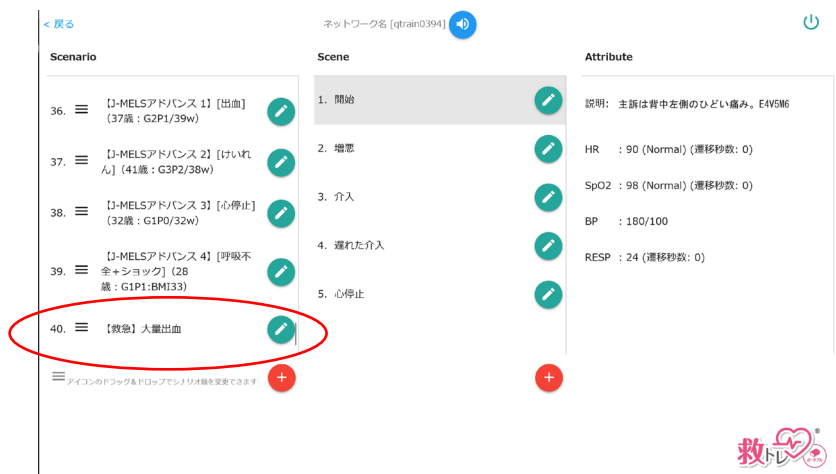 < 戻る
ネットワーク名 [qtrain0394]
Scenario
Scene
Attribute
36.
【J-MELSアドバンス 1】[出血]
（37歳：G2P1/39w）
37.
【J-MELSアドバンス 2】[けいれ
ん]（41歳：G3P2/38w）
38.
【J-MELSアドバンス 3】[心停止]
（32歳：G1P0/32w）
39.
【J-MELSアドバンス 4】[呼吸不
全+ショック]（28
歳：G1P1:BMI33）
40.
【救急】大量出血
アイコンのドラッグ&ドロップでシナリオ順を変更できます
1. 開始
2. 増悪
3. 介入
4. 遅れた介入
5. 心停止
説明: 主訴は背中左側のひどい痛み。E4V5M6
HR : 90 (Normal) (遷移秒数: 0)
SpO2 : 98 (Normal) (遷移秒数: 0)
BP : 180/100
RESP : 24 (遷移秒数: 0)
救トレ
®